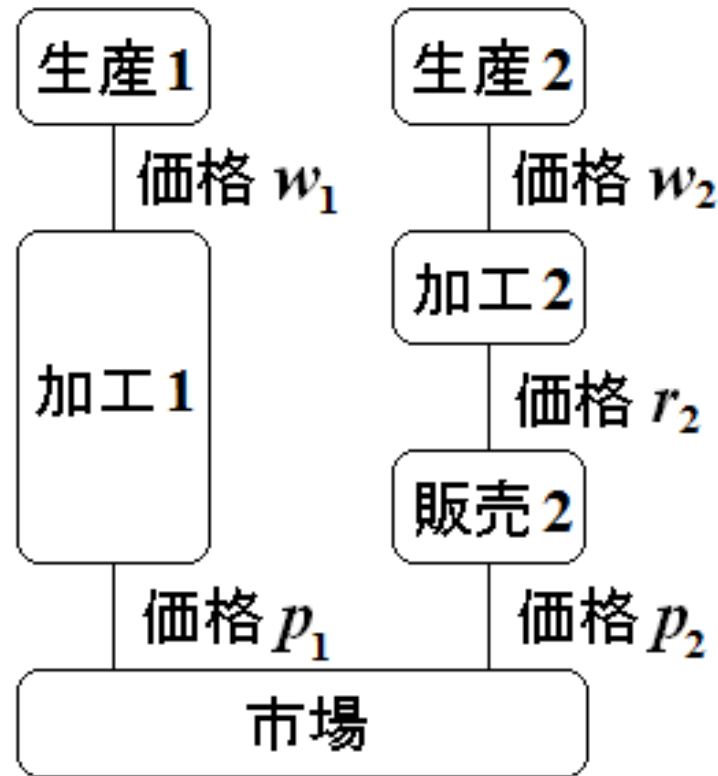 生産1
生産2
価格 w₁
価格 w₂
加工2
加工1
価格 r₂
販売2
価格 p₁
価格 p₂
市場